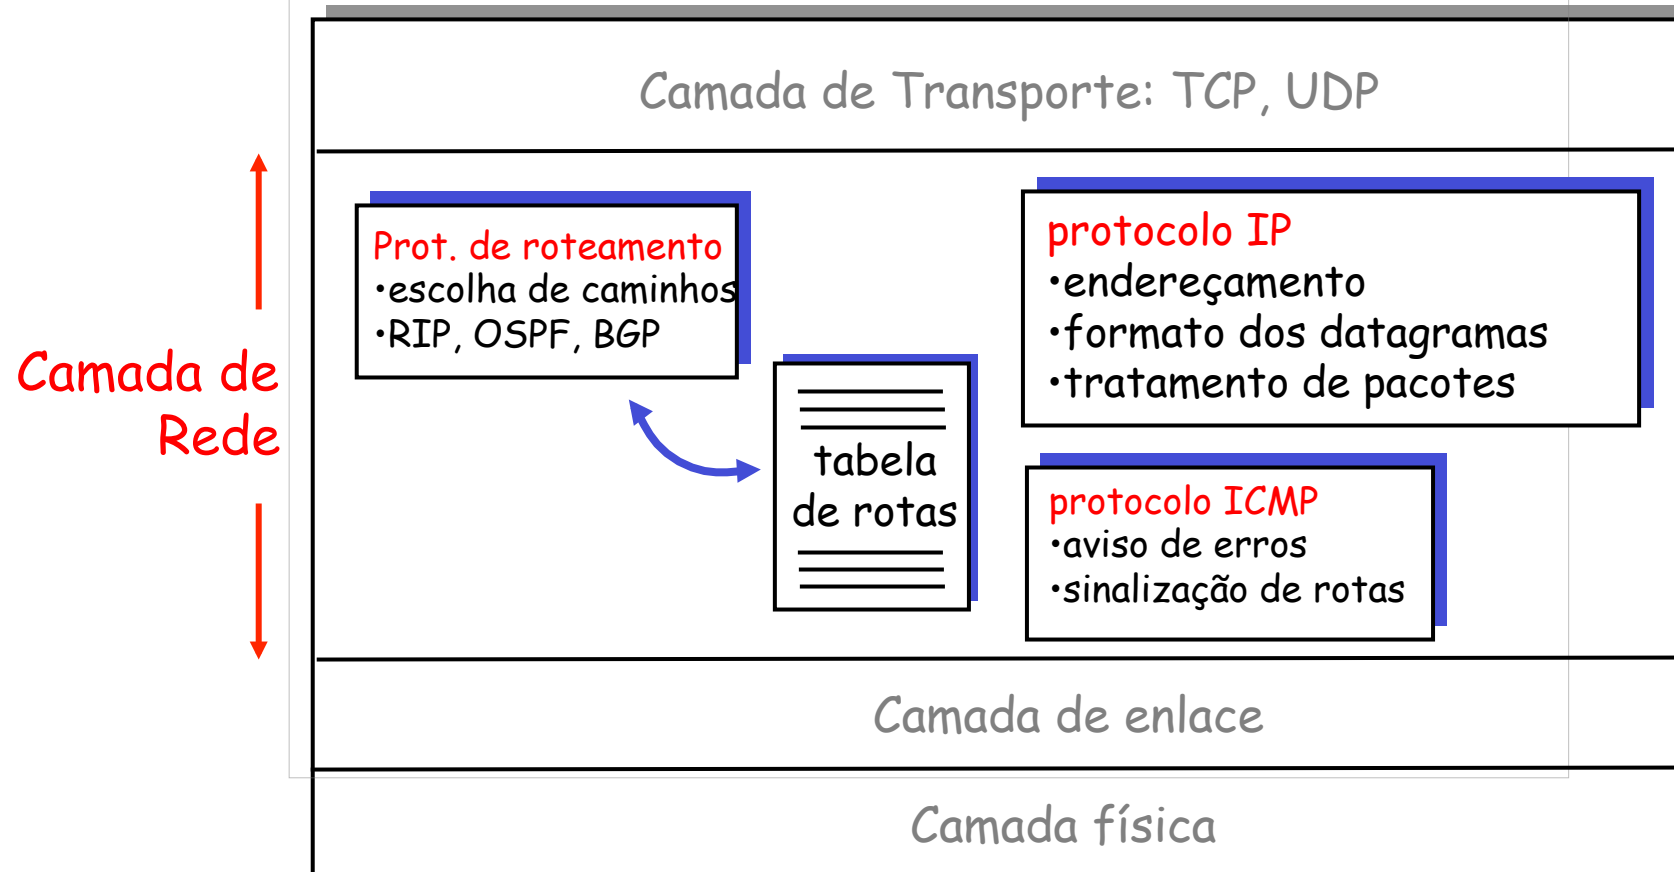 Camada de Transporte: TCP, UDP
Prot. de roteamento
•escolha de caminhos
•RIP, OSPF, BGP
protocolo IP
•endereçamento
•formato dos datagramas
•tratamento de pacotes
Camada de
Rede
tabela
de rotas
protocolo ICMP
•aviso de erros
•sinalização de rotas
Camada de enlace
Camada física